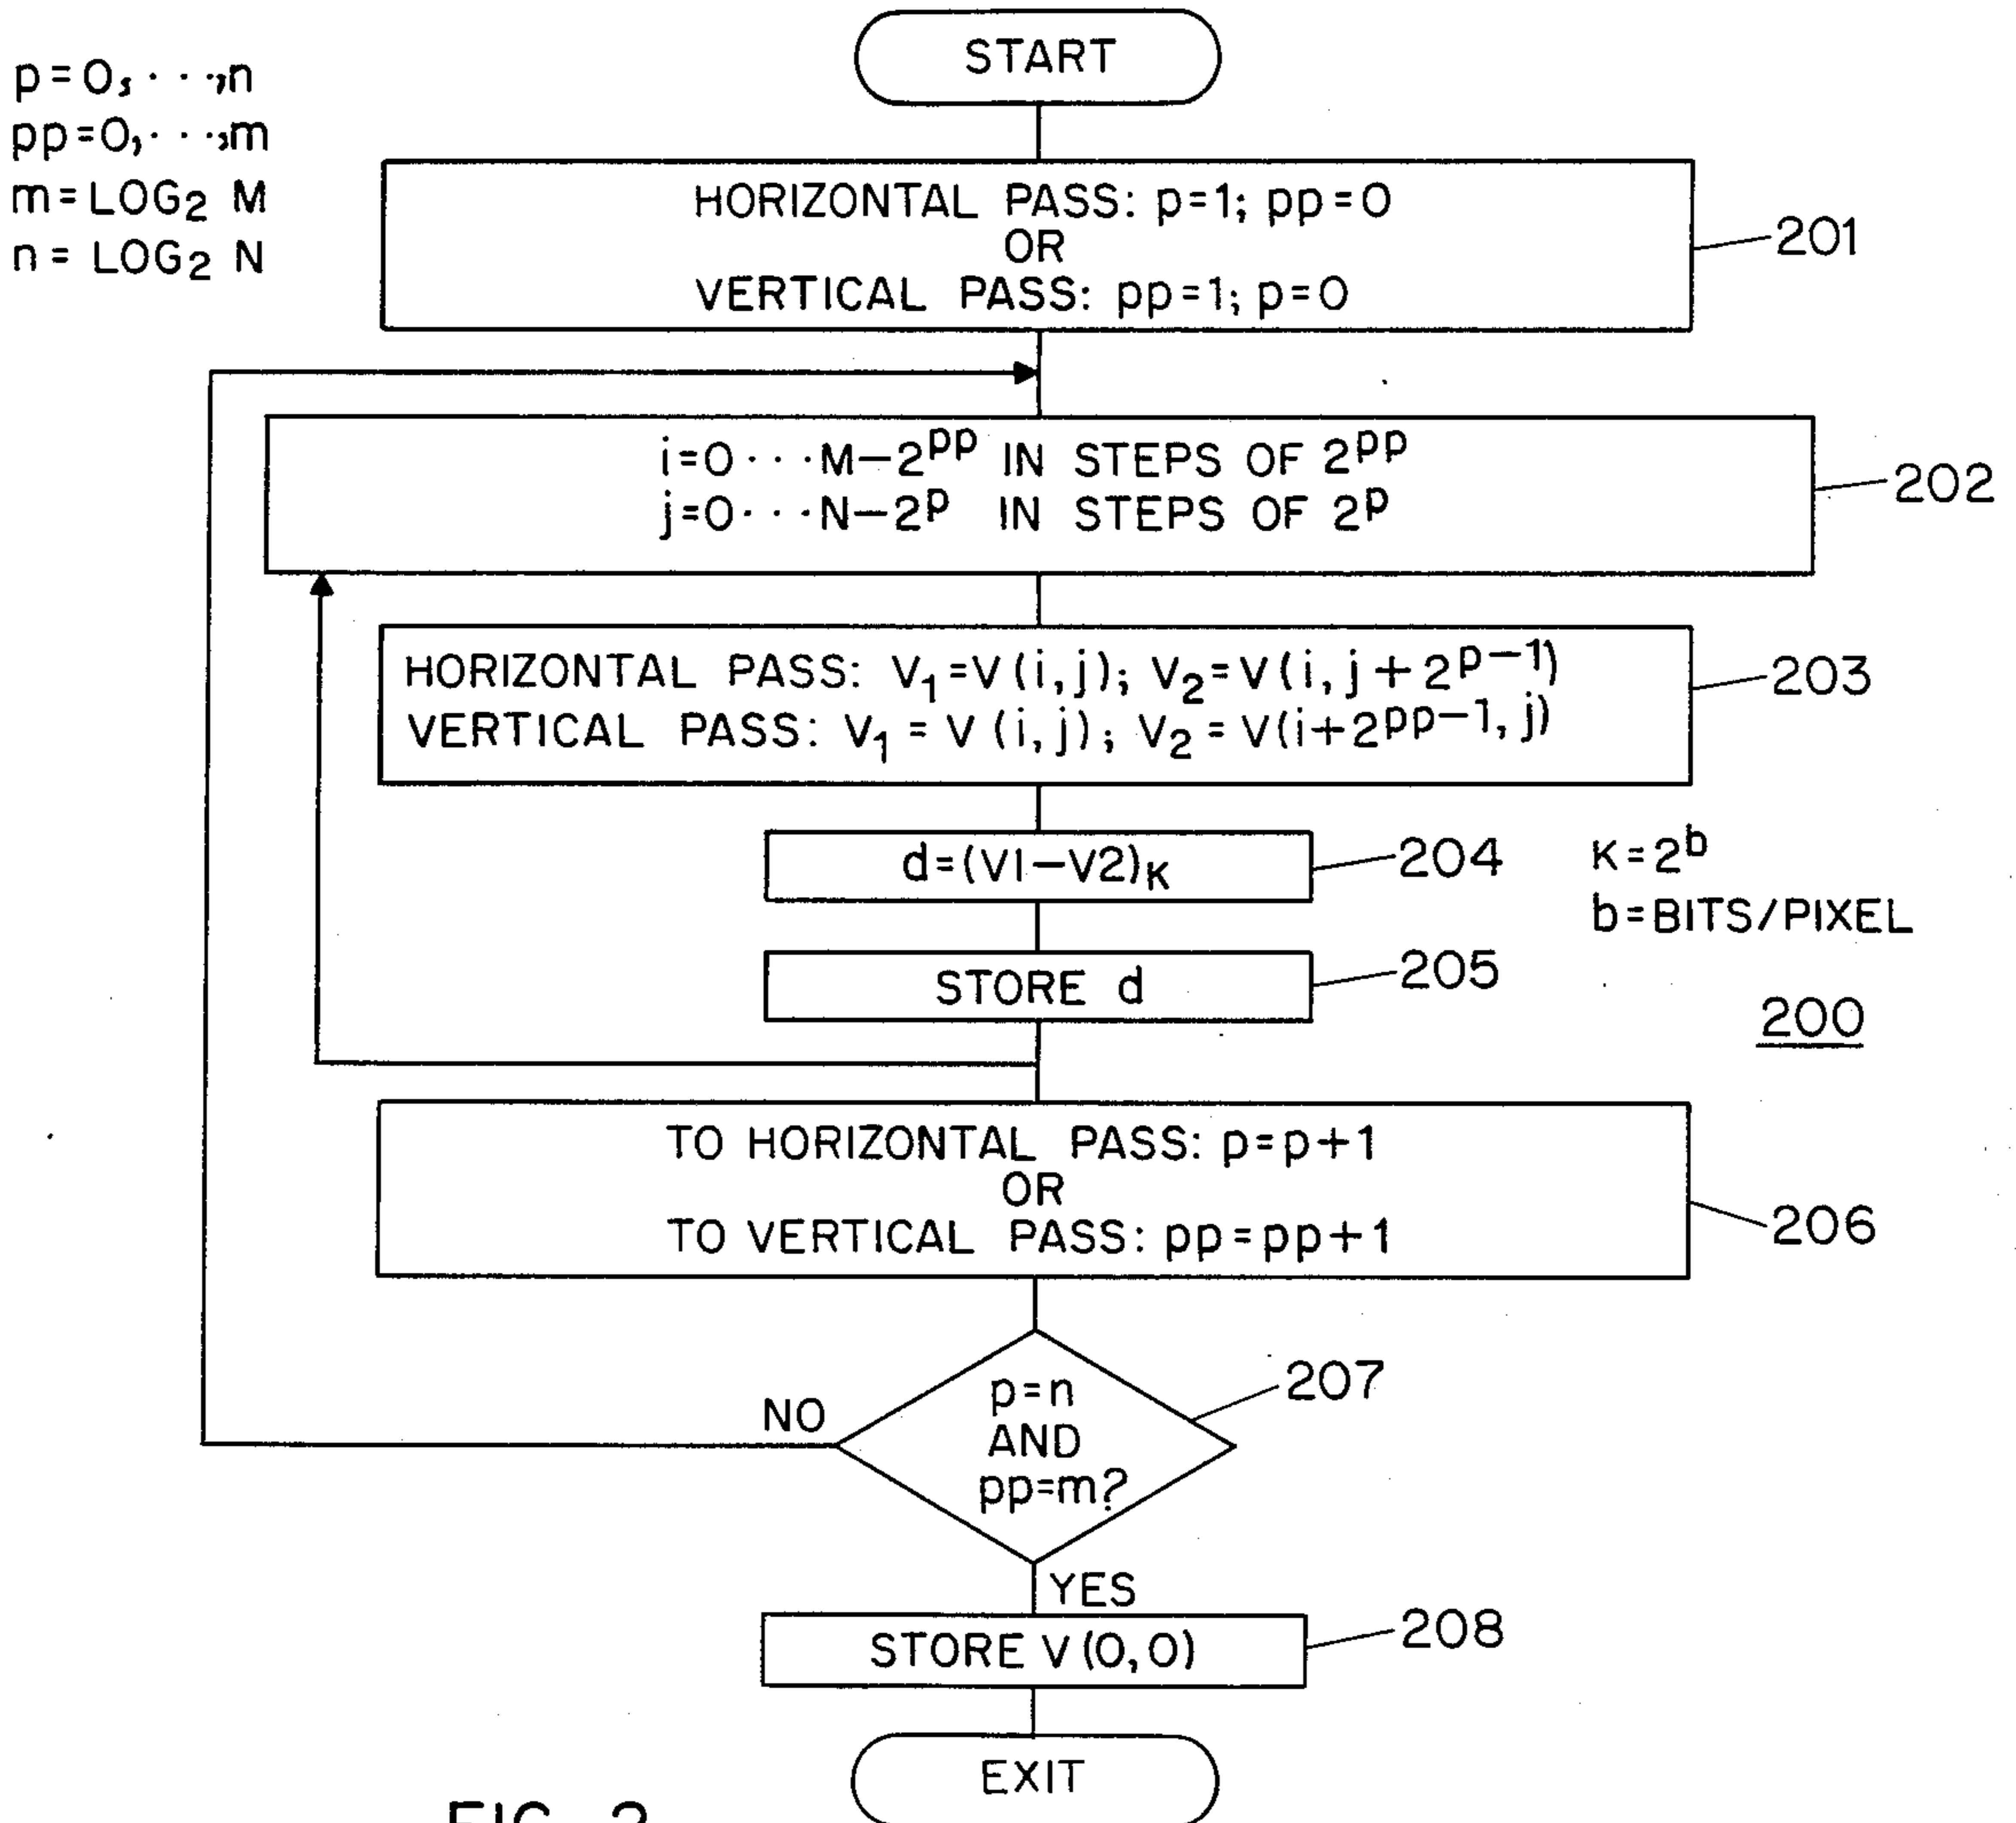 START
p=0, ···,n
pp=0, ···,m
m=LOG₂ M
n=LOG₂ N
HORIZONTAL PASS: p=1; pp=0
OR
VERTICAL PASS: pp=1; p=0
201
i=0 ··· M−2^pp IN STEPS OF 2^pp
j=0 ··· N−2^p IN STEPS OF 2^p
202
HORIZONTAL PASS: V₁=V(i,j); V₂=V(i,j+2^p−1)
VERTICAL PASS: V₁=V(i,j); V₂=V(i+2^pp−1,j)
203
d=(V1−V2)K
204
K=2^b
b=BITS/PIXEL
STORE d
205
200
TO HORIZONTAL PASS: p=p+1
OR
TO VERTICAL PASS: pp=pp+1
206
p=n
AND
pp=m?
207
NO
YES
STORE V(0,0)
208
EXIT